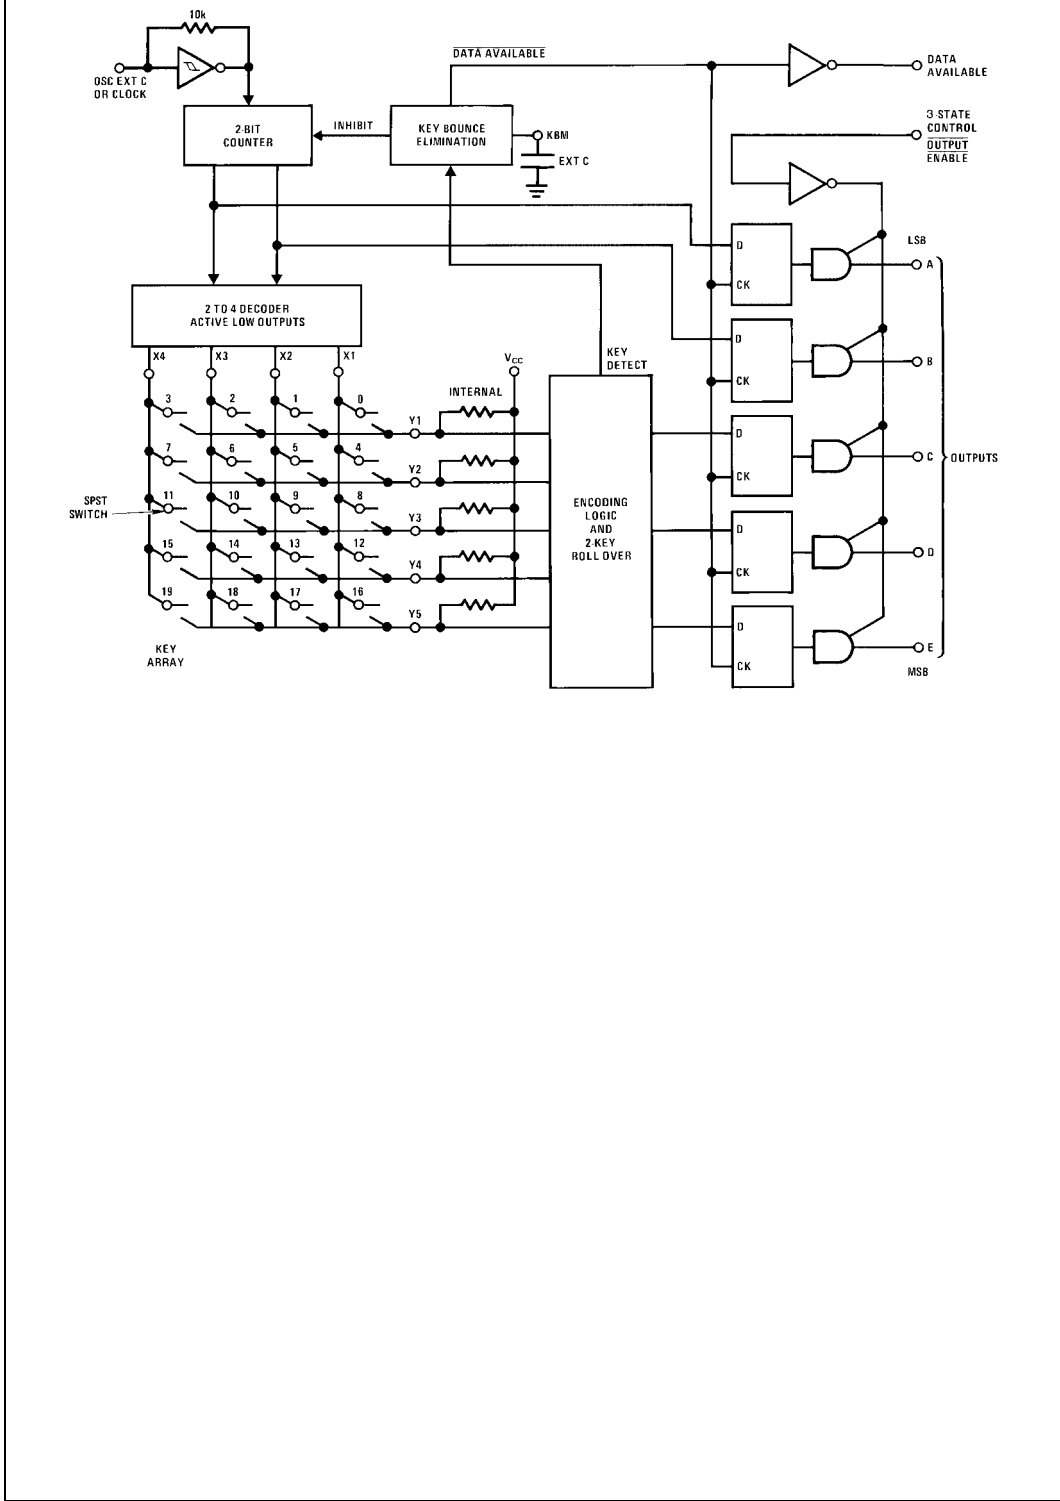 10k
OSC EXT C
OR CLOCK
DATA AVAILABLE
DATA
AVAILABLE
2-BIT
COUNTER
INHIBIT
KEY BOUNCE
ELIMINATION
KBM
EXT C
3-STATE
CONTROL
OUTPUT
ENABLE
2 TO 4 DECODER
ACTIVE LOW OUTPUTS
X4 X3 X2 X1
VCC
KEY
DETECT
INTERNAL
3 2 1 0 Y1
7 6 5 4 Y2
11 10 9 8 Y3
15 14 13 12 Y4
19 18 17 16 Y5
SPST
SWITCH
KEY
ARRAY
ENCODING
LOGIC
AND
2-KEY
ROLL OVER
D
CK
D
CK
D
CK
D
CK
D
CK
LSB
A
B
C
D
E
MSB
OUTPUTS